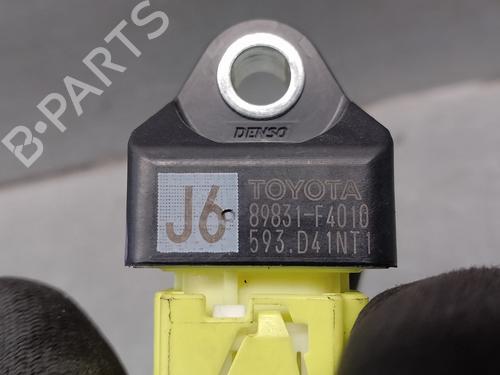 B-PARTS
DENSO
J6
TOYOTA
89831-F4010
593.D41NT1